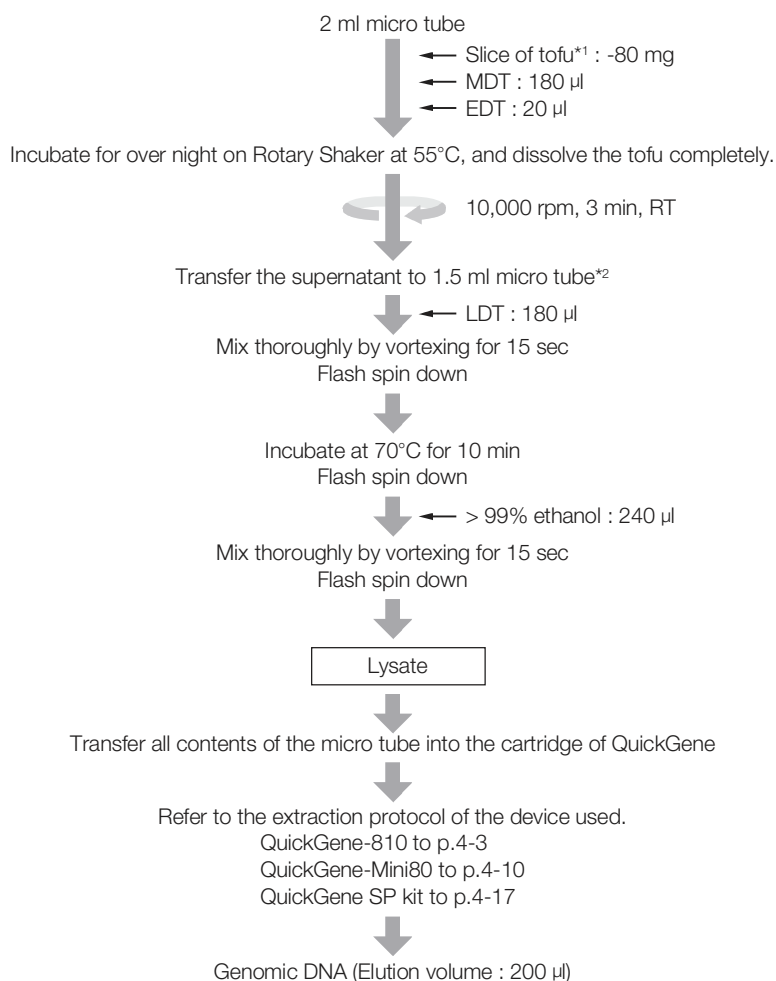 2 ml micro tube
Slice of tofu*1 : -80 mg
MDT : 180 µl
EDT : 20 µl
Incubate for over night on Rotary Shaker at 55°C, and dissolve the tofu completely.
10,000 rpm, 3 min, RT
Transfer the supernatant to 1.5 ml micro tube*2
LDT : 180 µl
Mix thoroughly by vortexing for 15 sec
Flash spin down
Incubate at 70°C for 10 min
Flash spin down
> 99% ethanol : 240 µl
Mix thoroughly by vortexing for 15 sec
Flash spin down
Lysate
Transfer all contents of the micro tube into the cartridge of QuickGene
Refer to the extraction protocol of the device used.
QuickGene-810 to p.4-3
QuickGene-Mini80 to p.4-10
QuickGene SP kit to p.4-17
Genomic DNA (Elution volume : 200 µl)